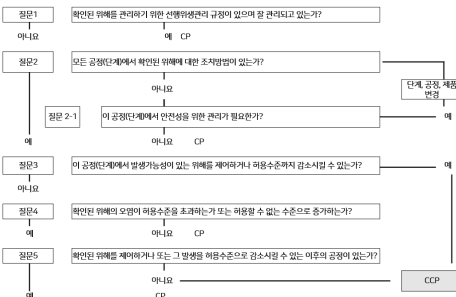 질문1 확인된 위해를 관리하기 위한 선행위생관리 규정이 있으며 잘 관리되고 있는가?
아니요 예 CP
질문2 모든 공정(단계)에서 확인된 위해에 대한 조치방법이 있는가?
단계, 공정, 제품
변경
아니요
질문 2-1 이 공정(단계)에서 안전성을 위한 관리가 필요한가? 예
예 아니요 CP
질문3 이 공정(단계)에서 발생가능성이 있는 위해를 제어하거나 허용수준까지 감소시킬 수 있는가? 예
아니요
질문4 확인된 위해의 오염이 허용수준을 초과하는가 또는 허용할 수 없는 수준으로 증가하는가?
예 아니요 CP
질문5 확인된 위해를 제어하거나 또는 그 발생을 허용수준으로 감소시킬 수 있는 이후의 공정이 있는가?
아니요 CCP
예 CP